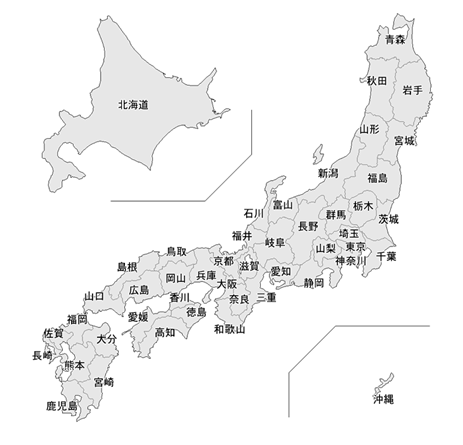 青森
秋田
岩手
北海道
山形
宮城
新潟
福島
富山
石川
栃木
群馬
茨城
長野
福井
埼玉
岐阜
山梨
東京
千葉
神奈川
鳥取
京都
滋賀
島根
岡山
兵庫
愛知
静岡
大阪
広島
山口
香川
奈良
三重
徳島
愛媛
福岡
和歌山
高知
佐賀
大分
長崎
熊本
宮崎
鹿児島
沖縄